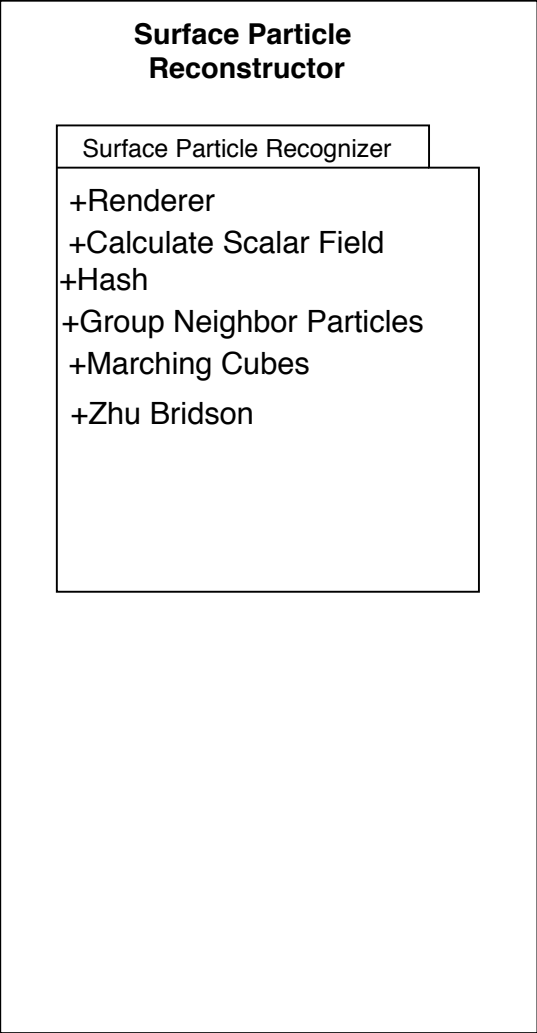 Surface Particle
Reconstructor
Surface Particle Recognizer
+Renderer
+Calculate Scalar Field
+Hash
+Group Neighbor Particles
+Marching Cubes
+Zhu Bridson